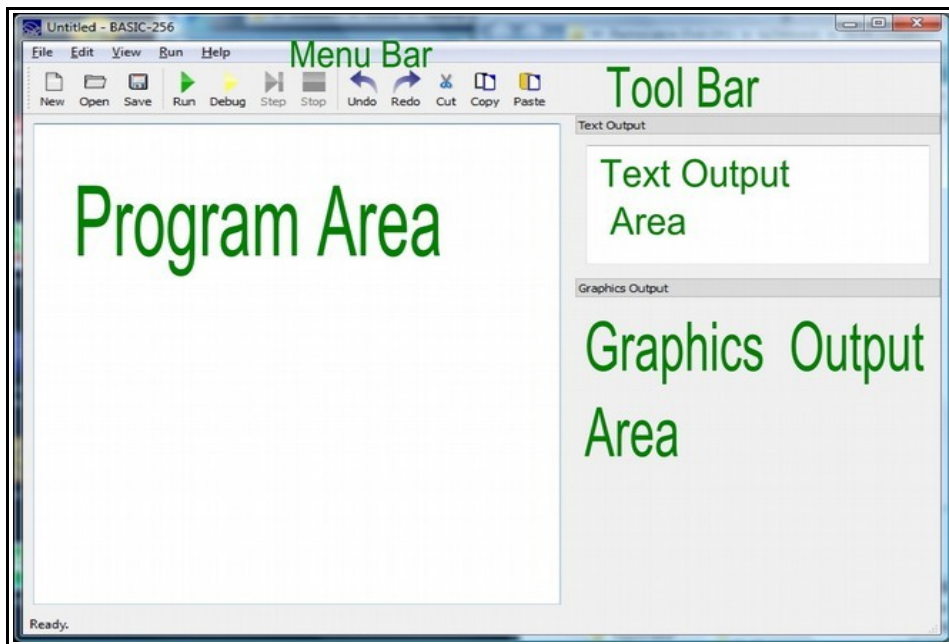 Untitled - BASIC-256
File Edit View Run Help
Menu Bar
New Open Save Run Debug Step Stop Undo Redo Cut Copy Paste
Tool Bar
Text Output
Program Area
Text Output
Area
Graphics Output
Graphics Output
Area
Ready.